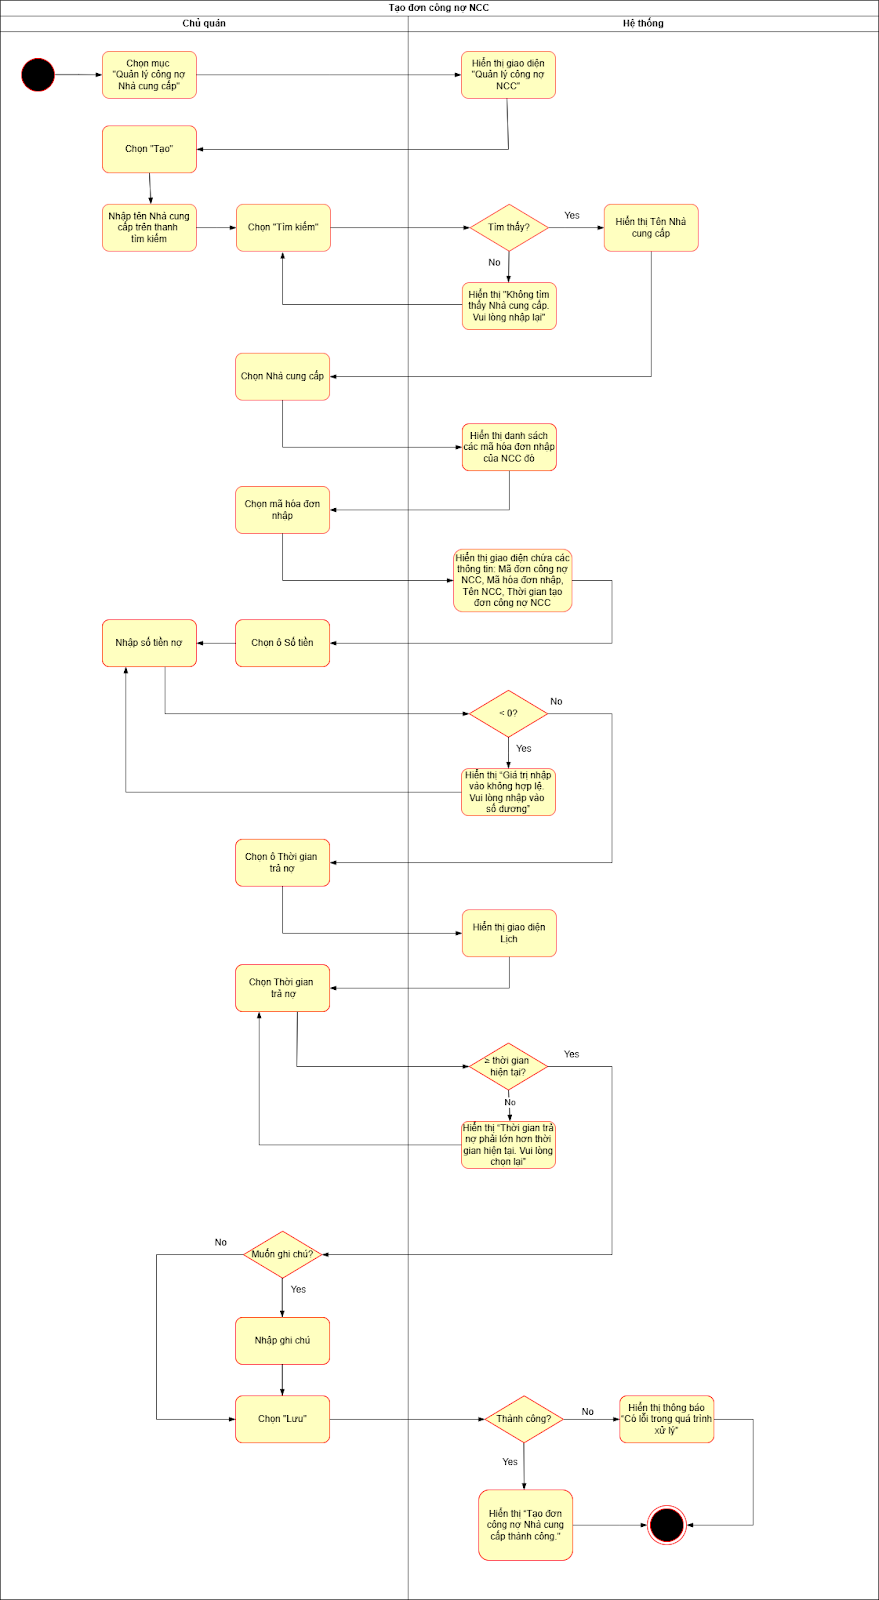 Tạo đơn công nợ NCC
Chủ quán
Hệ thống
Chọn mục
"Quản lý công nợ
Nhà cung cấp"
Hiển thị giao diện
"Quản lý công nợ
NCC"
Chọn "Tạo"
Nhập tên Nhà cung
cấp trên thanh
tìm kiếm
Chọn "Tìm kiếm"
Tìm thấy?
Yes
Hiển thị Tên Nhà
cung cấp
No
Hiển thị "Không tìm
thấy Nhà cung cấp.
Vui lòng nhập lại"
Chọn Nhà cung cấp
Hiển thị danh sách
các mã hóa đơn nhập
của NCC đó
Chọn mã hóa đơn
nhập
Hiển thị giao diện chứa các
thông tin: Mã đơn công nợ
NCC, Mã hóa đơn nhập,
Tên NCC, Thời gian tạo
đơn công nợ NCC
Nhập số tiền nợ
Chọn ô Số tiền
< 0?
No
Yes
Hiển thị “Giá trị nhập
vào không hợp lệ.
Vui lòng nhập vào
số dương”
Chọn ô Thời gian
trả nợ
Hiển thị giao diện
Lịch
Chọn Thời gian
trả nợ
≥ thời gian
hiện tại?
Yes
No
Hiển thị “Thời gian trả
nợ phải lớn hơn thời
gian hiện tại. Vui lòng
chọn lại”
Muốn ghi chú?
No
Yes
Nhập ghi chú
Chọn "Lưu"
Thành công?
No
Hiển thị thông báo
“Có lỗi trong quá trình
xử lý”
Yes
Hiển thị “Tạo đơn
công nợ Nhà cung
cấp thành công.”